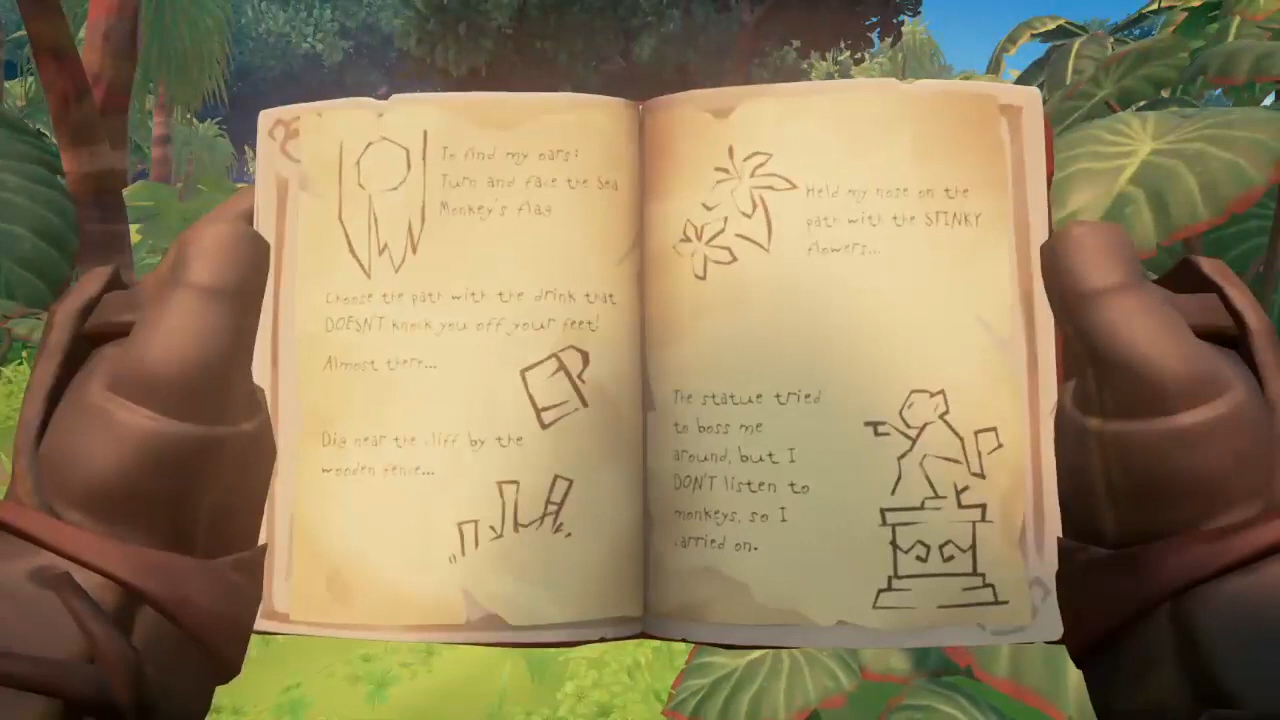 To find my oars:
Turn and face the Sea
Monkey's flag
Choose the path with the drink that
DOESN'T knock you off your feet!
Almost there...
Dig near the cliff by the
wooden fence...
Held my nose on the
path with the STINKY
flowers...
The statue tried
to boss me
around, but I
DON'T listen to
monkeys, so I
carried on.